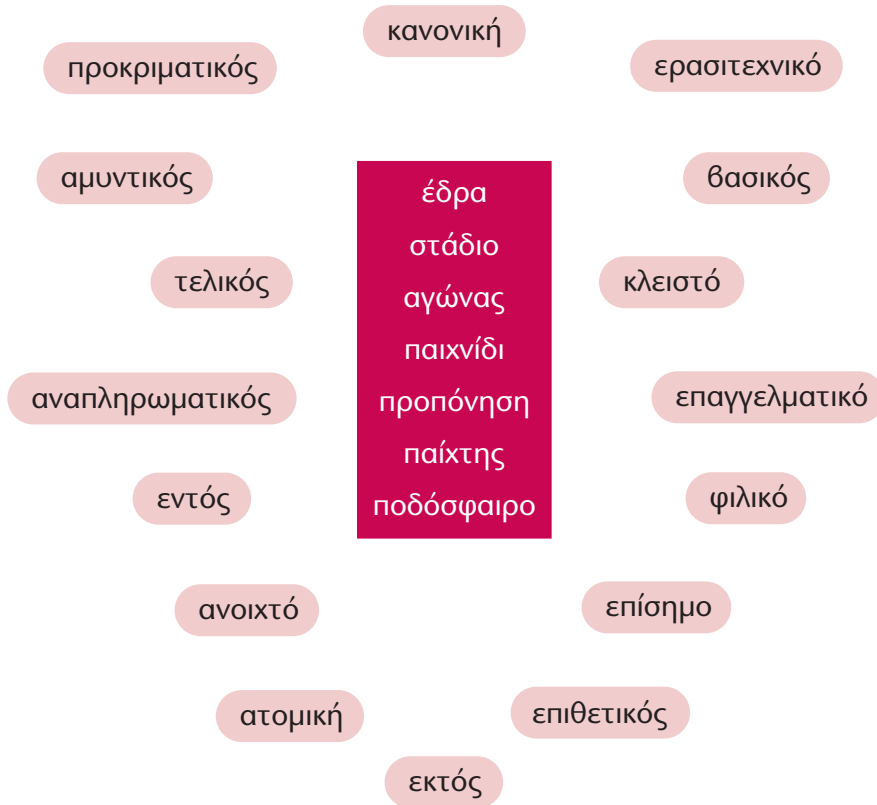 κανονική
προκριματικός
ερασιτεχνικό
αμυντικός
βασικός
έδρα
στάδιο
αγώνας
παιχνίδι
προπόνηση
παίχτης
ποδόσφαιρο
τελικός
κλειστό
αναπληρωματικός
επαγγελματικό
εντός
φιλικό
ανοιχτό
επίσημο
ατομική
επιθετικός
εκτός